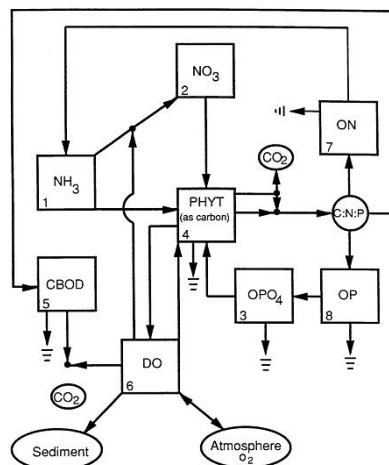 NO3
2
ON
7
CO2
NH3
1
PHYT
(as carbon)
4
C:N:P
CBOD
5
OPO4
3
OP
8
DO
6
CO2
Sediment
Atmosphere
O2